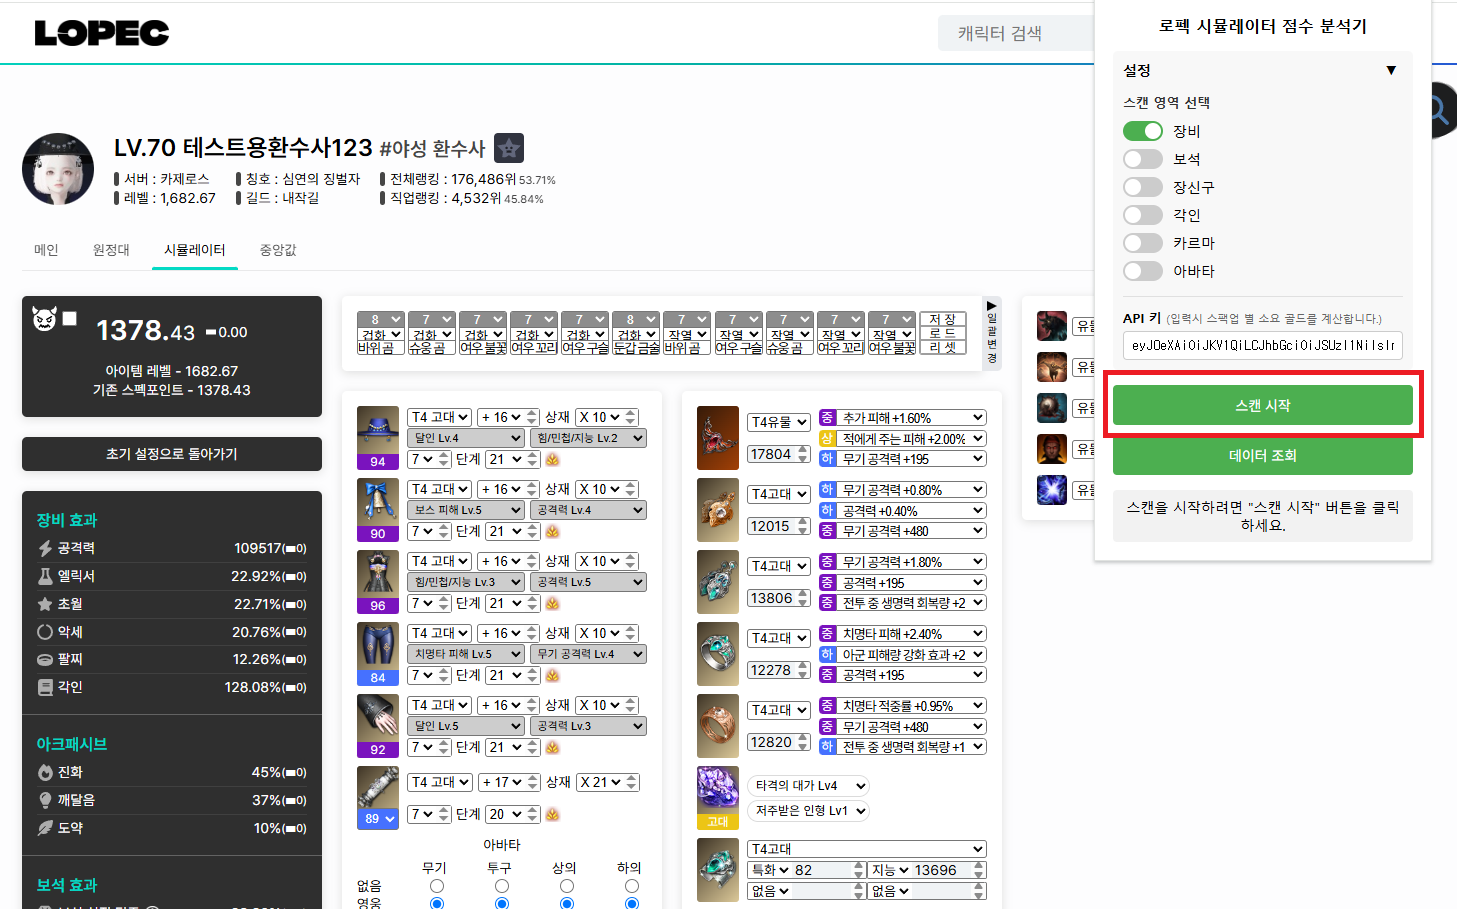 LOPEC
캐릭터 검색
LV.70 테스트용환수사123 #야성 환수사
서버 : 카제로스
칭호 : 심연의 징벌자
전체랭킹 : 176,486위 53.71%
레벨 : 1,682.67
길드 : 내작길
직업랭킹 : 4,532위 45.84%
메인
원정대
시뮬레이터
중앙값
1378.43 0.00
아이템 레벨 - 1682.67
기존 스펙포인트 - 1378.43
초기 설정으로 돌아가기
장비 효과
공격력 109517(0)
엘릭서 22.92%(0)
초월 22.71%(0)
악세 20.76%(0)
팔찌 12.26%(0)
각인 128.08%(0)
아크패시브
진화 45%(0)
깨달음 37%(0)
도약 10%(0)
보석 효과
8 7 7 7 7 8 7 7 7 7 7
겁화 겁화 겁화 겁화 겁화 겁화 작열 작열 작열 작열 작열
바위곰 슈웅곰 여우불꽃 여우꼬리 여우구슬 둔갑금술 바위곰 여우구슬 슈웅곰 여우꼬리 여우불꽃
저장
로드
리셋
▶
일괄변경
T4 고대 + 16 상재 X 10
달인 Lv.4 힘/민첩/지능 Lv.2
94 7 단계 21
T4 고대 + 16 상재 X 10
보스 피해 Lv.5 공격력 Lv.4
90 7 단계 21
T4 고대 + 16 상재 X 10
힘/민첩/지능 Lv.3 공격력 Lv.5
96 7 단계 21
T4 고대 + 16 상재 X 10
치명타 피해 Lv.5 무기 공격력 Lv.4
84 7 단계 21
T4 고대 + 16 상재 X 10
달인 Lv.5 공격력 Lv.3
92 7 단계 21
T4 고대 + 17 상재 X 21
89 7 단계 20
아바타
무기 투구 상의 하의
없음
영웅
T4유물
17804
중 추가 피해 +1.60%
상 적에게 주는 피해 +2.00%
하 무기 공격력 +195
T4고대
12015
하 무기 공격력 +0.80%
하 공격력 +0.40%
중 무기 공격력 +480
T4고대
13806
중 무기 공격력 +1.80%
중 공격력 +195
중 전투 중 생명력 회복량 +2
T4고대
12278
중 치명타 피해 +2.40%
하 아군 피해량 강화 효과 +2
중 공격력 +195
T4고대
12820
중 치명타 적중률 +0.95%
중 무기 공격력 +480
하 전투 중 생명력 회복량 +1
고대
타격의 대가 Lv4
저주받은 인형 Lv1
T4고대
특화 82 지능 13696
없음 없음
로펙 시뮬레이터 점수 분석기
설정 ▼
스캔 영역 선택
장비
보석
장신구
각인
카르마
아바타
API 키 (입력시 스팩업 별 소요 골드를 계산합니다.)
스캔 시작
데이터 조회
스캔을 시작하려면 "스캔 시작" 버튼을 클릭
하세요.